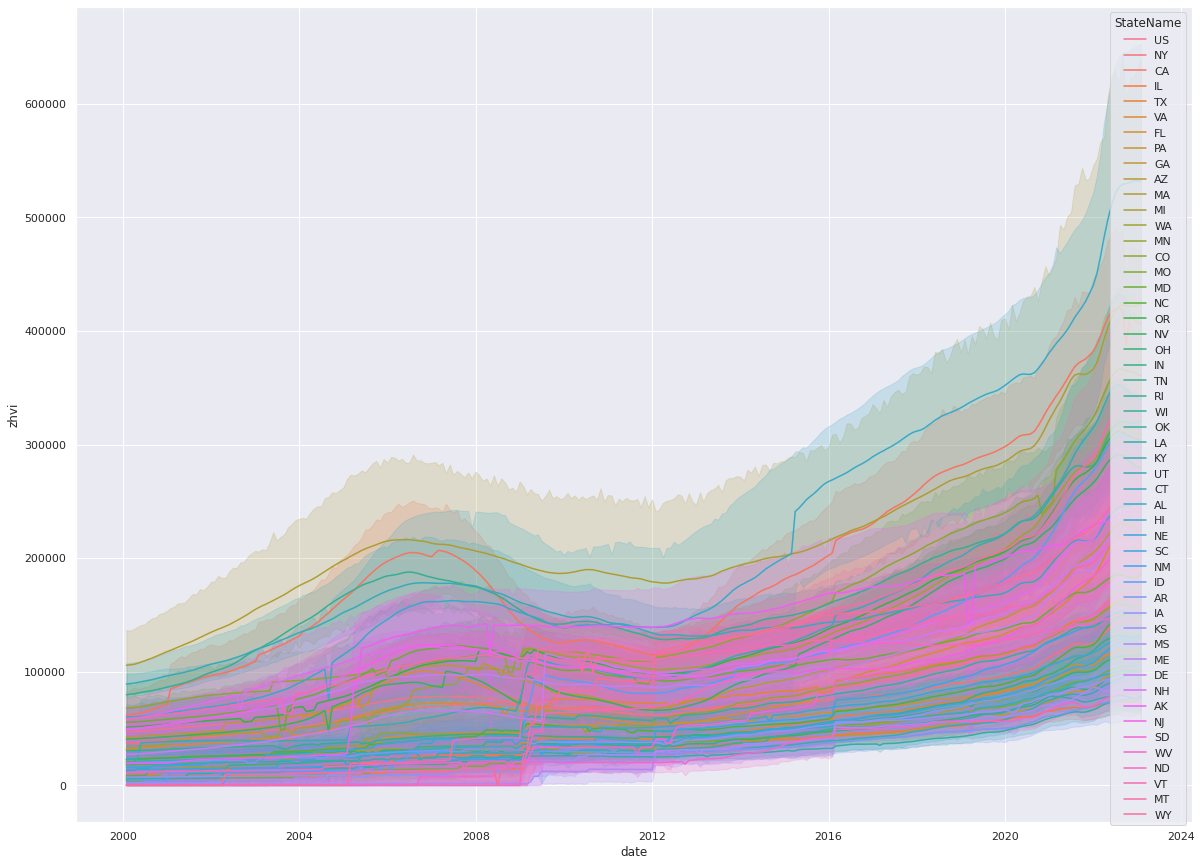 StateName
US
NY
CA
IL
TX
VA
FL
PA
GA
AZ
MA
MI
WA
MN
CO
MO
MD
NC
OR
NV
OH
IN
TN
RI
WI
OK
LA
KY
UT
CT
AL
HI
NE
SC
NM
ID
AR
IA
KS
MS
ME
DE
NH
AK
NJ
SD
WV
ND
VT
MT
WY
600000
500000
400000
300000
200000
100000
0
zhvi
2000 2004 2008 2012 2016 2020 2024
date